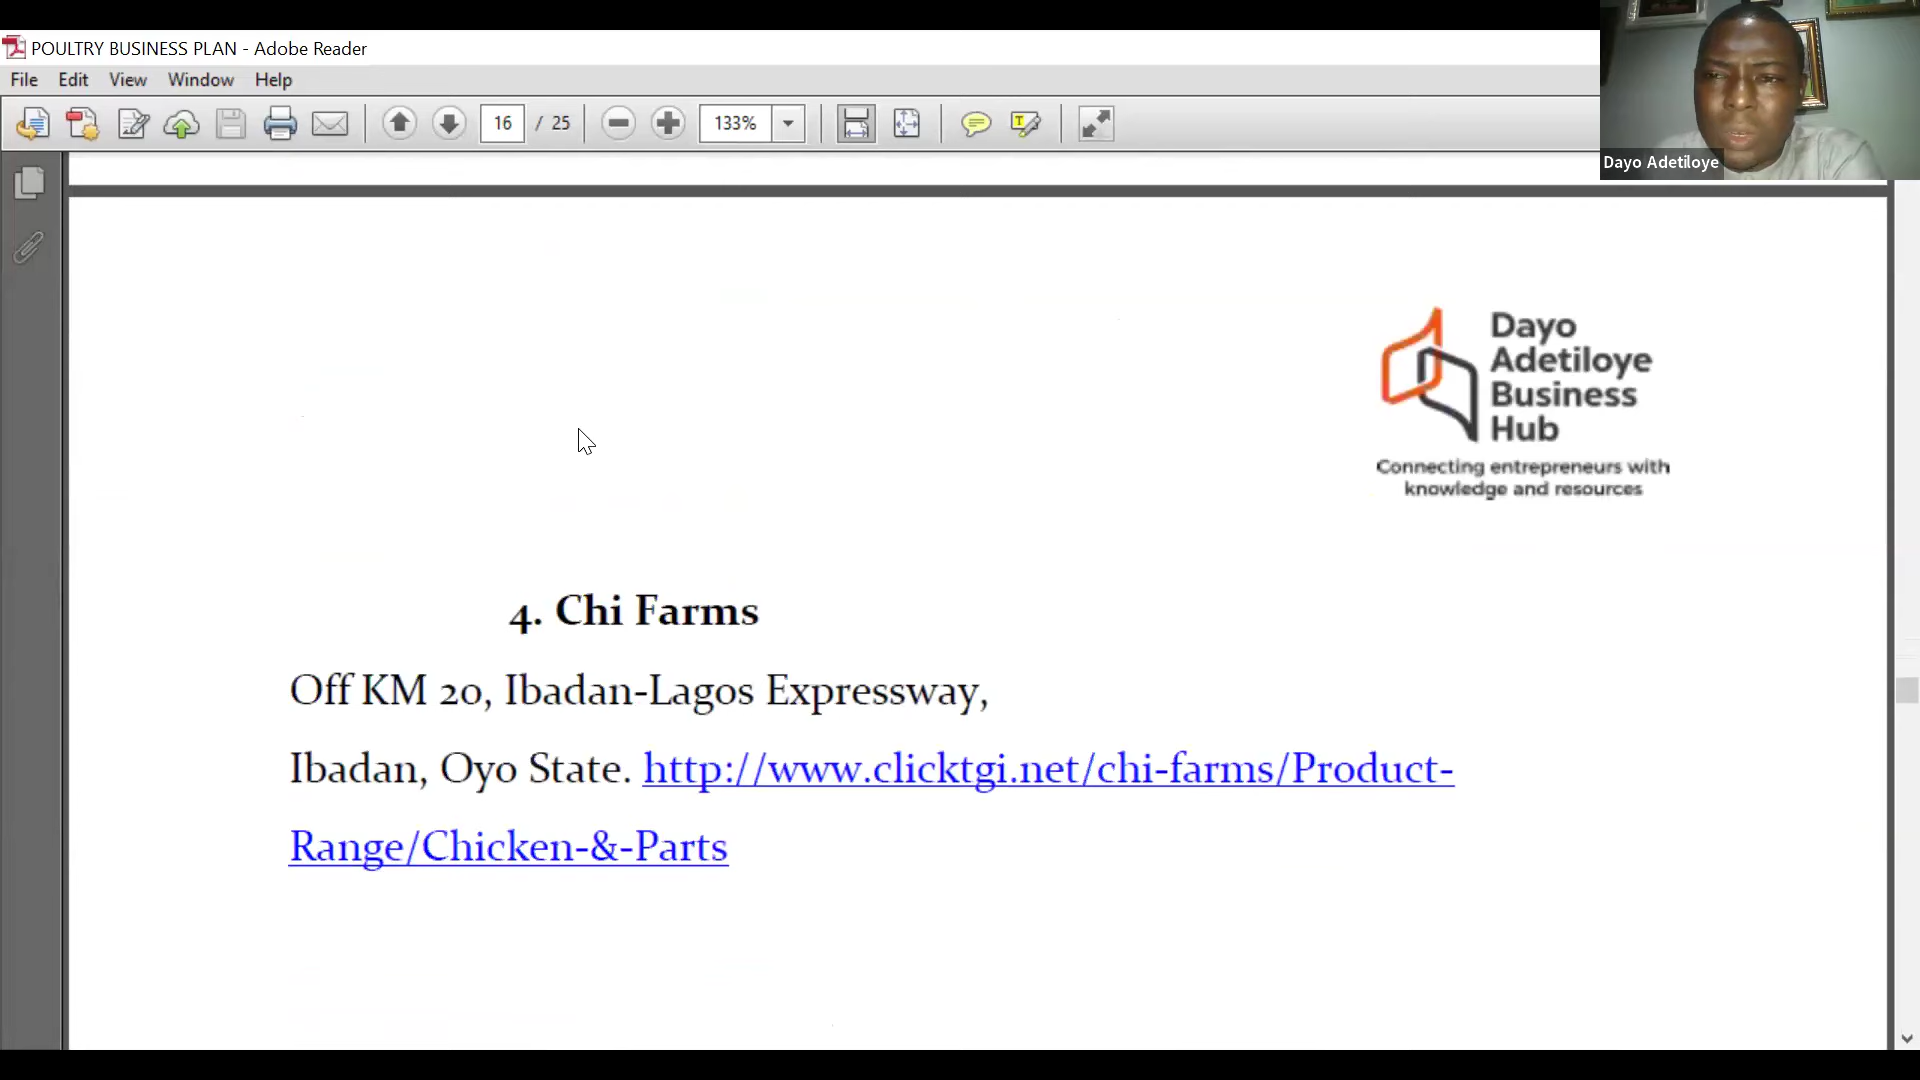 POULTRY BUSINESS PLAN - Adobe Reader
File Edit View Window Help
16 / 25 133%
Dayo Adetiloye
Dayo
Adetiloye
Business
Hub
Connecting entrepreneurs with
knowledge and resources
4. Chi Farms
Off KM 20, Ibadan-Lagos Expressway,
Ibadan, Oyo State. http://www.clicktgi.net/chi-farms/Product-
Range/Chicken-&-Parts